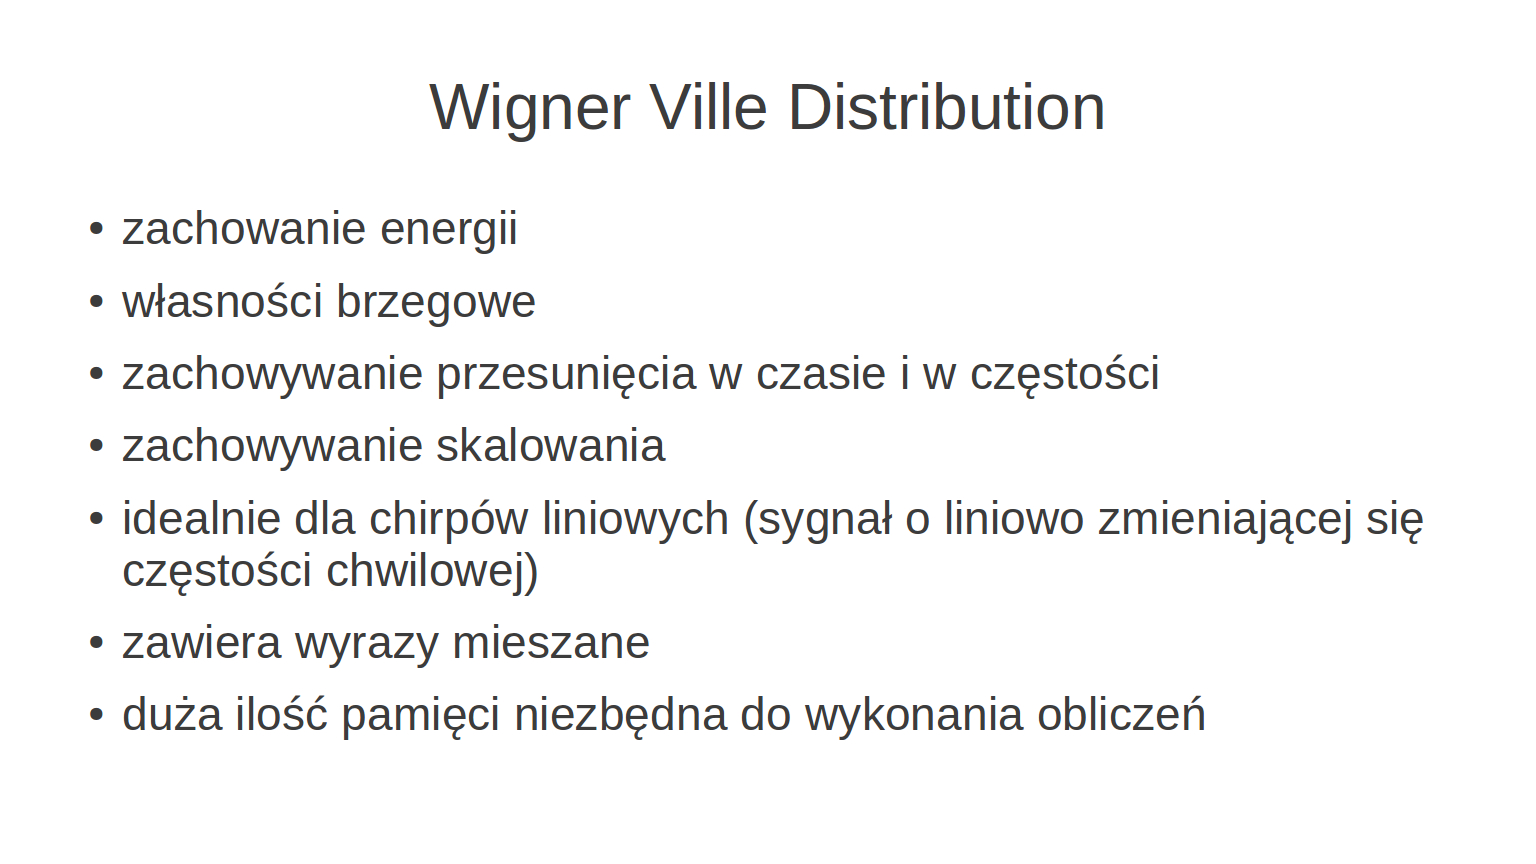 Wigner Ville Distribution
• zachowanie energii
• własności brzegowe
• zachowywanie przesunięcia w czasie i w częstości
• zachowywanie skalowania
• idealnie dla chirpów liniowych (sygnał o liniowo zmieniającej się
częstości chwilowej)
• zawiera wyrazy mieszane
• duża ilość pamięci niezbędna do wykonania obliczeń